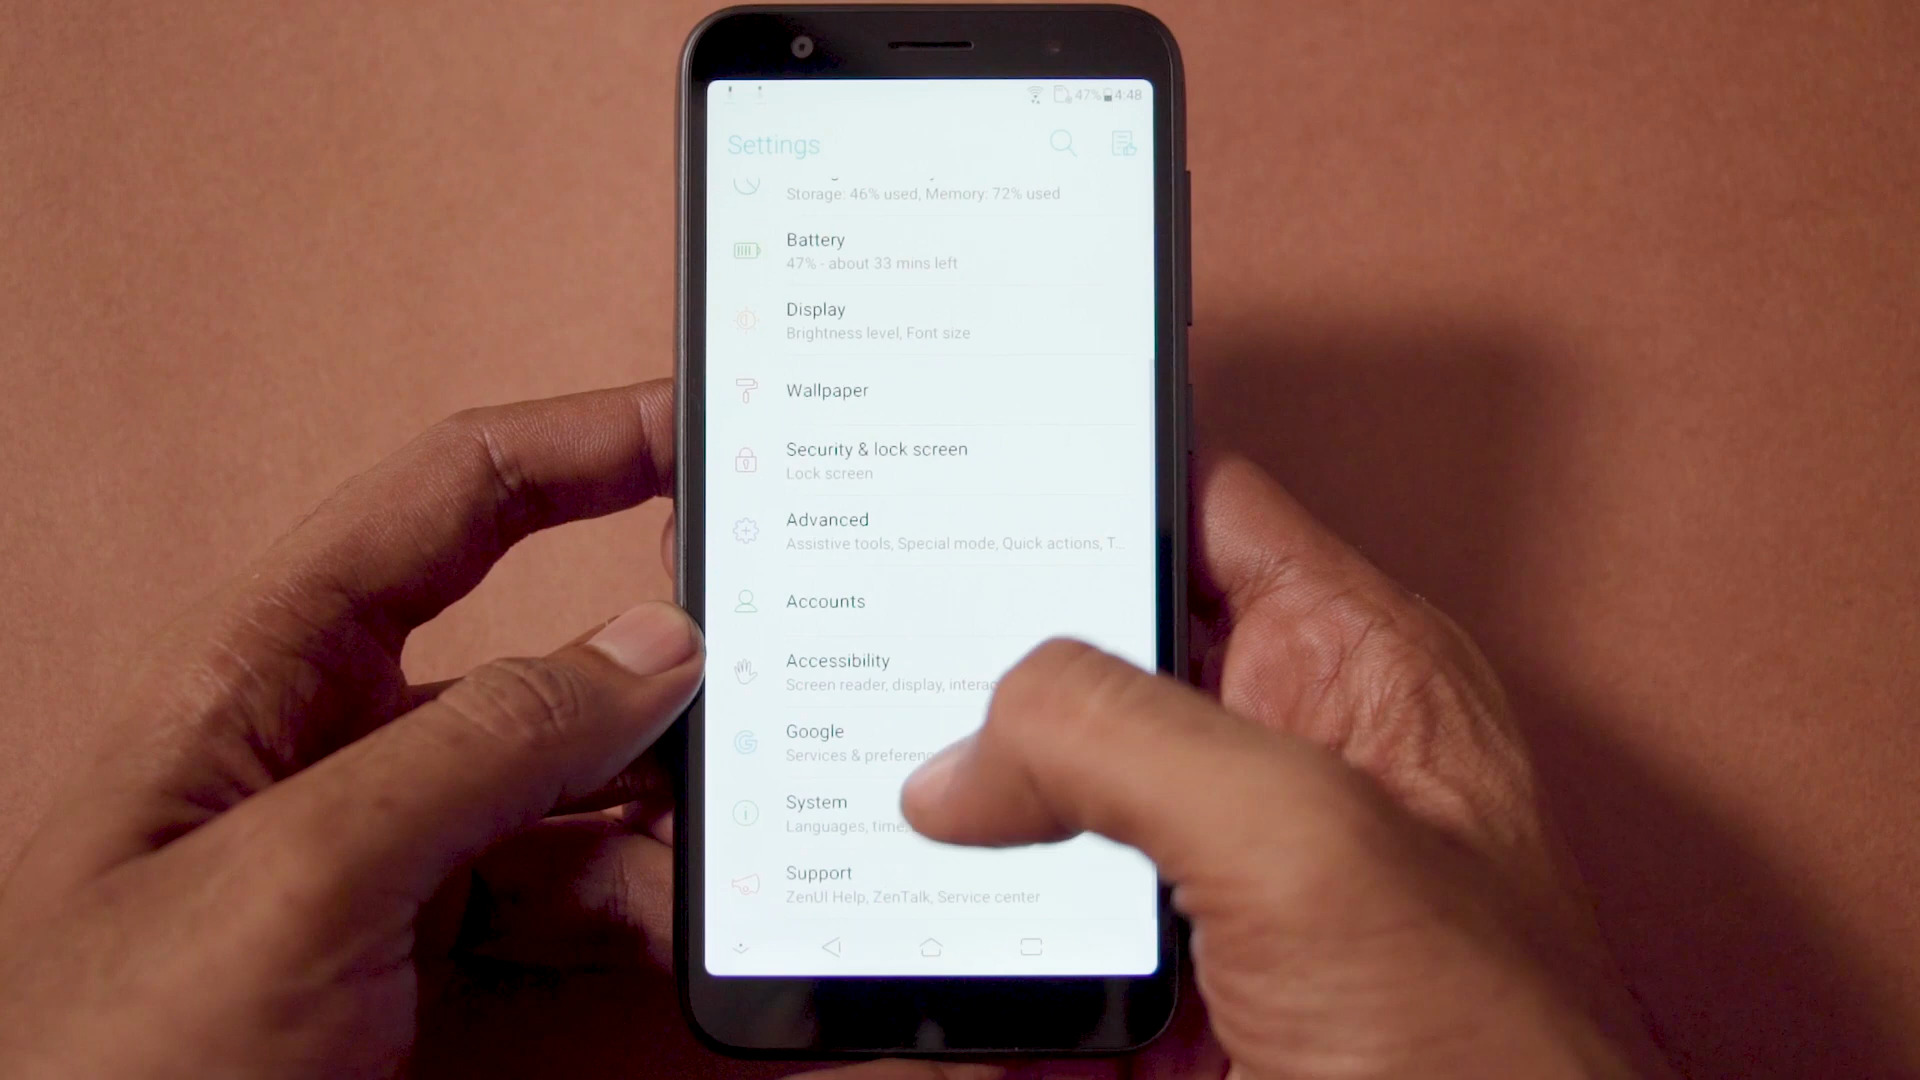 47% 4:48
Settings
Storage: 46% used, Memory: 72% used
Battery
47% - about 33 mins left
Display
Brightness level, Font size
Wallpaper
Security & lock screen
Lock screen
Advanced
Assistive tools, Special mode, Quick actions, T...
Accounts
Accessibility
Screen reader, display,
Google
Services &
System
Languages,
Support
ZenUI Help, ZenTalk, Service center